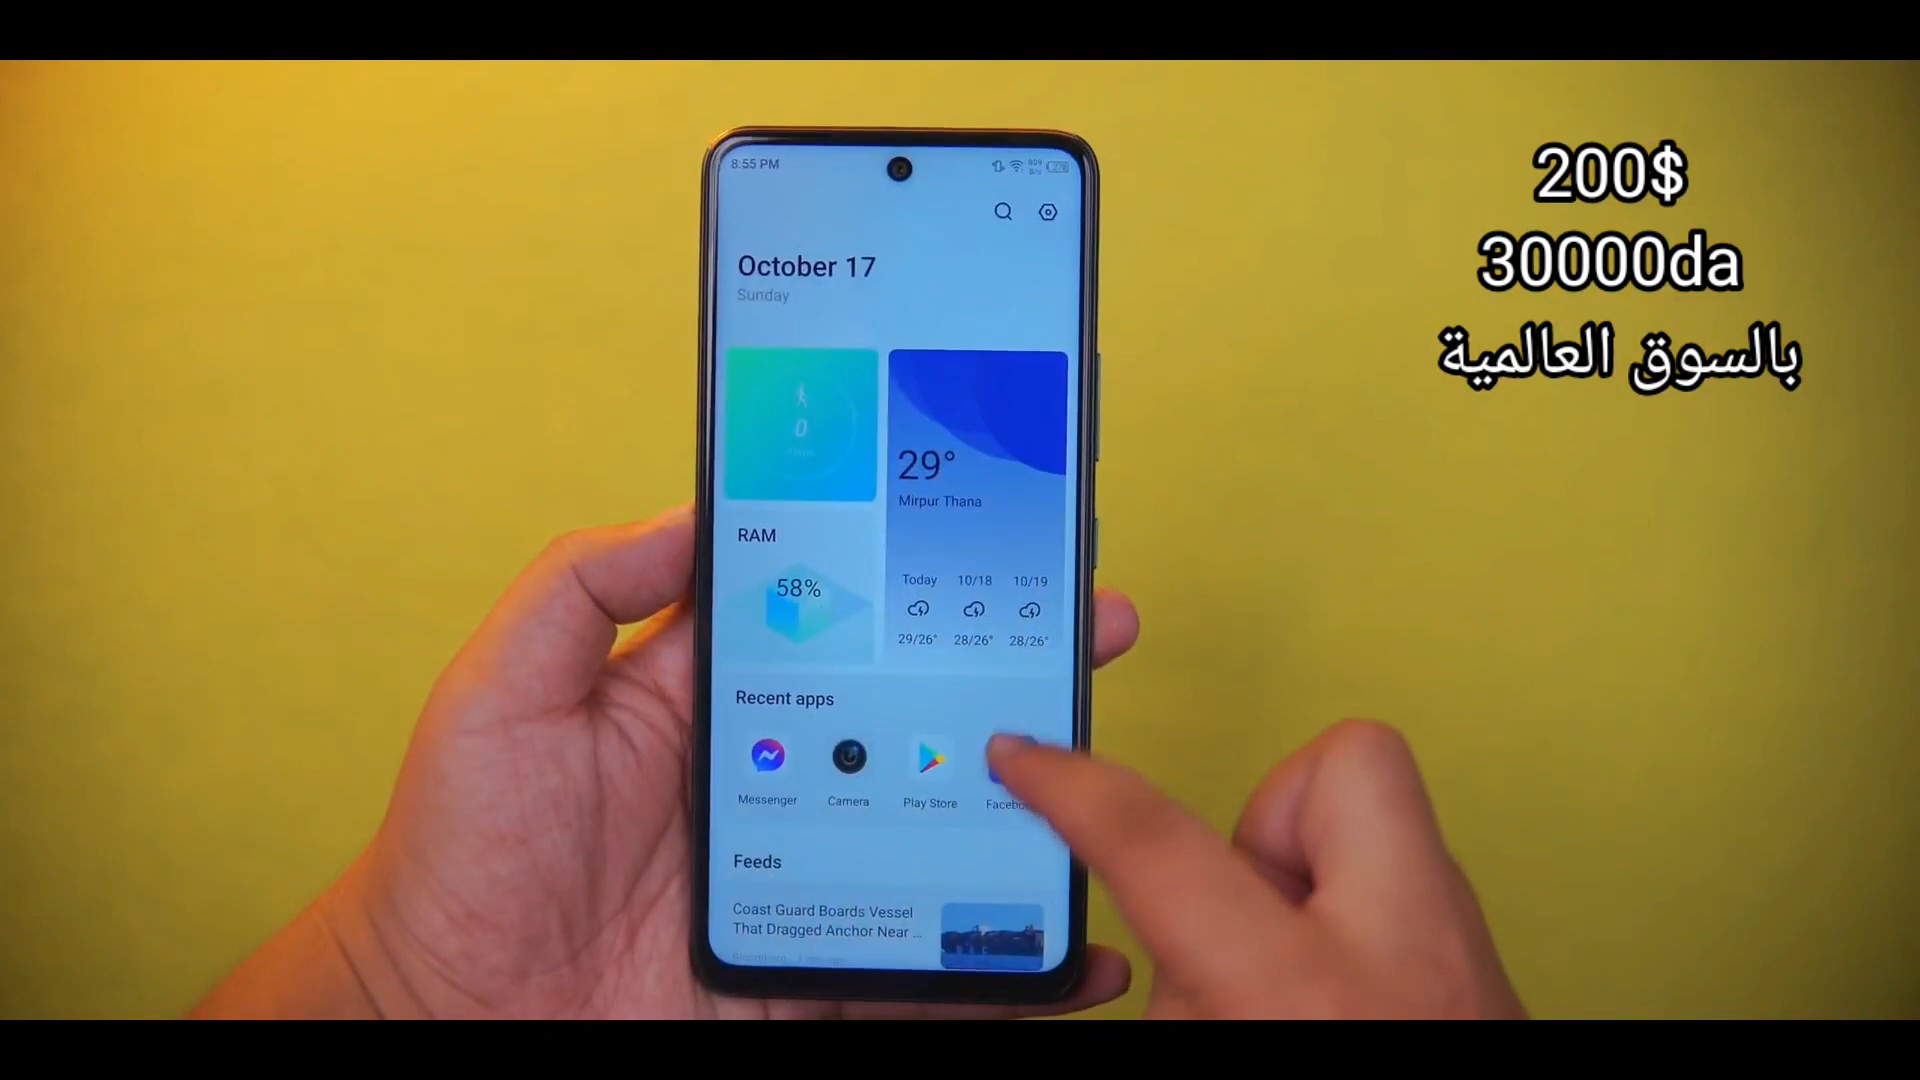 8:55 PM
200$
30000da
بالسوق العالمية
October 17
Sunday
0
29°
Mirpur Thana
RAM
58%
Today 10/18 10/19
29/26° 28/26° 28/26°
Recent apps
Messenger Camera Play Store
Feeds
Coast Guard Boards Vessel
That Dragged Anchor Near ...